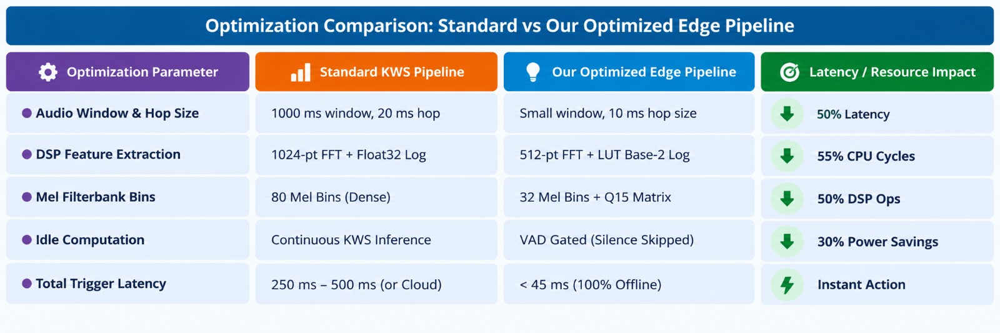 Optimization Comparison: Standard vs Our Optimized Edge Pipeline
Optimization Parameter
Standard KWS Pipeline
Our Optimized Edge Pipeline
Latency / Resource Impact
Audio Window & Hop Size
1000 ms window, 20 ms hop
Small window, 10 ms hop size
50% Latency
DSP Feature Extraction
1024-pt FFT + Float32 Log
512-pt FFT + LUT Base-2 Log
55% CPU Cycles
Mel Filterbank Bins
80 Mel Bins (Dense)
32 Mel Bins + Q15 Matrix
50% DSP Ops
Idle Computation
Continuous KWS Inference
VAD Gated (Silence Skipped)
30% Power Savings
Total Trigger Latency
250 ms – 500 ms (or Cloud)
< 45 ms (100% Offline)
Instant Action